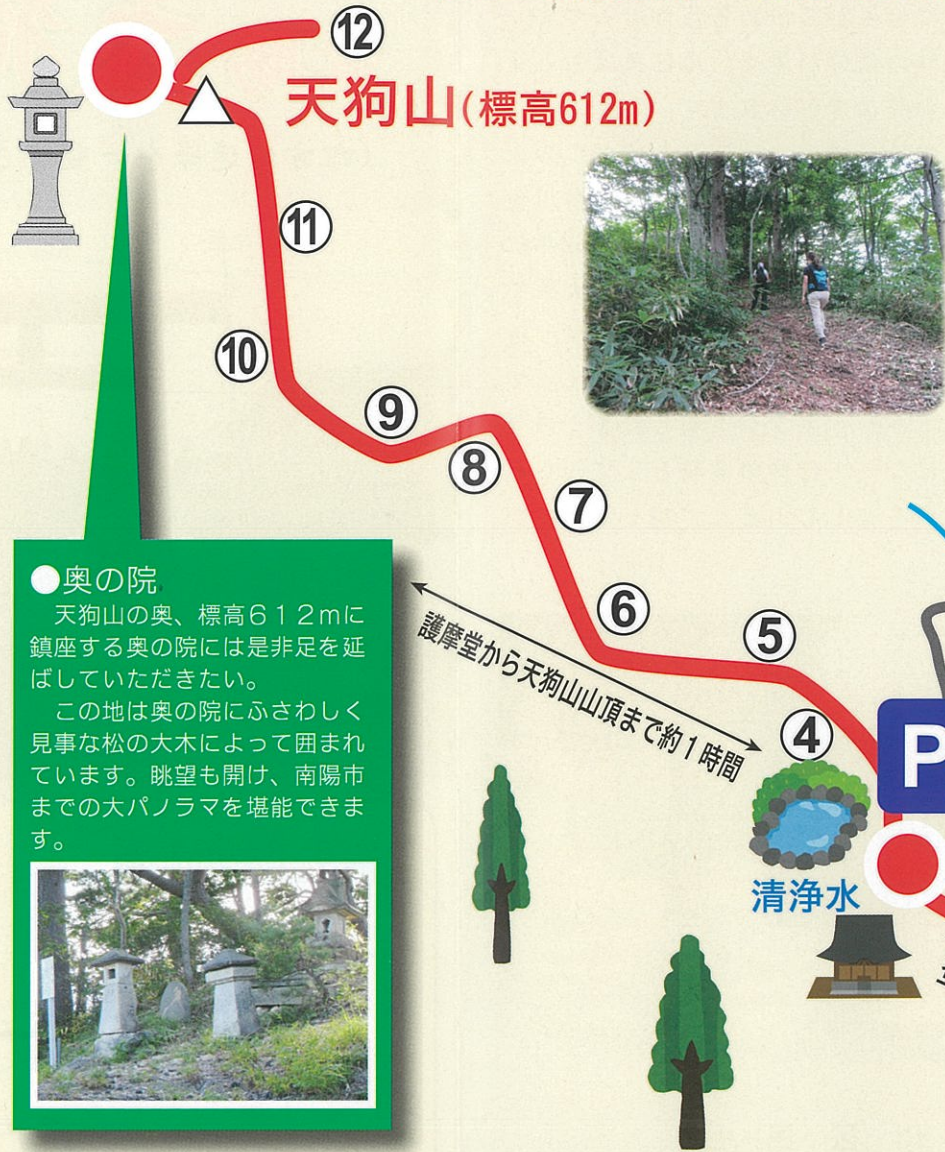 ⑫
天狗山(標高612m)
⑪
⑩
⑨
⑧
⑦
⑥
⑤
④
護摩堂から天狗山山頂まで約1時間
P
清浄水
●奥の院
天狗山の奥、標高612mに
鎮座する奥の院には是非足を延
ばしていただきたい。
この地は奥の院にふさわしく
見事な松の大木によって囲まれ
ています。眺望も開け、南陽市
までの大パノラマを堪能できま
す。